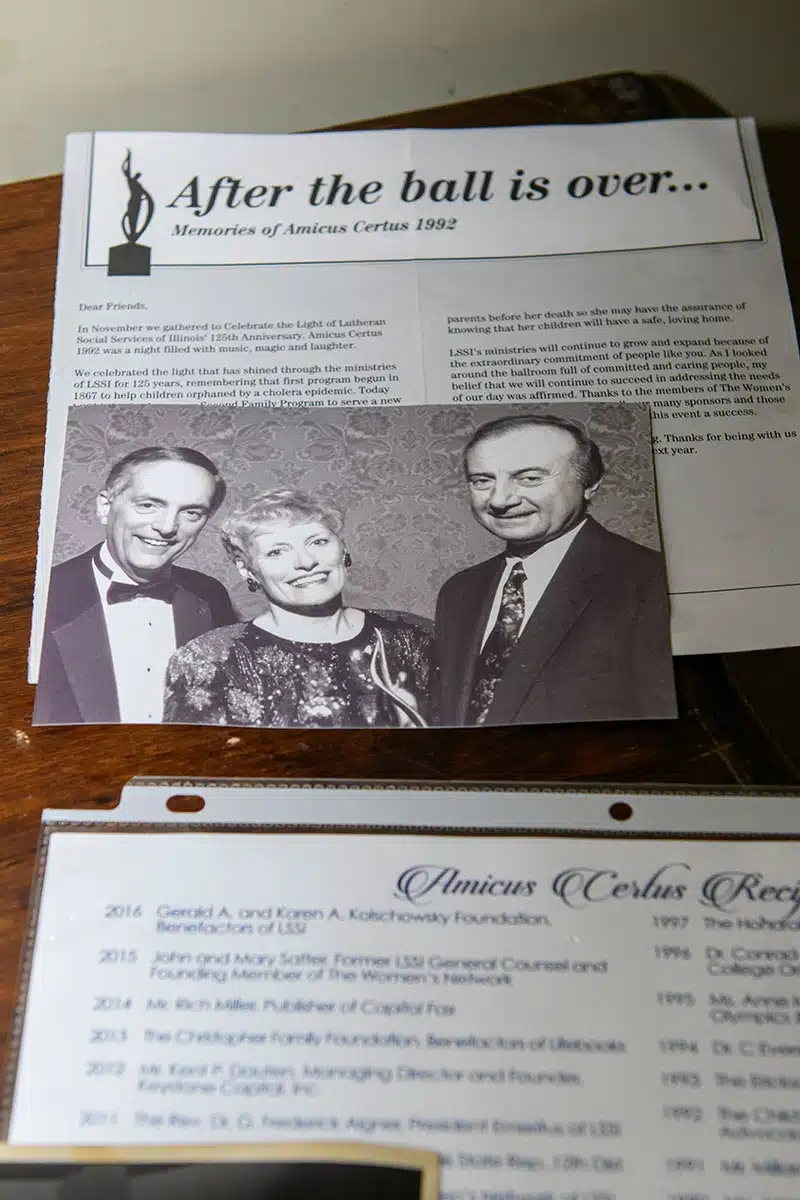 After the ball is over...
Memories of Amicus Certus 1992
Dear Friends,
In November we gathered to Celebrate the Light of Lutheran
Social Services of Illinois' 125th Anniversary. Amicus Certus
1992 was a night filled with music, magic and laughter.
We celebrated the light that has shined through the ministries
of LSSI for 125 years, remembering that first program begun in
1867 to help children orphaned by a cholera epidemic. Today
Second Family Program to serve a new
parents before her death so she may have the assurance of
knowing that her children will have a safe, loving home.
LSSI's ministries will continue to grow and expand because of
the extraordinary commitment of people like you. As I looked
around the ballroom full of committed and caring people, my
belief that we will continue to succeed in addressing the needs
of our day was affirmed. Thanks to the members of The Women's
many sponsors and those
his event a success.
g. Thanks for being with us
ext year.
Amicus Certus Reci
2016 Gerald A. and Karen A. Kolschowsky Foundation,
Benefactors of LSSI
2015 John and Mary Saffer, Former LSSI General Counsel and
Founding Member of The Women's Network
2014 Mr. Rich Miller, Publisher of Capitol Fax
2013 The Christopher Family Foundation, Benefactors of Lifebooks
2012 Mr. Kent P. Dauten, Managing Director and Founder,
Keystone Capital, Inc.
2011 The Rev. Dr. D. Frederick Aigner, President Emeritus of LSSI
State Rep., 12th Dist.
1997 The
1996 Dr. Conrad
College
1995 Ms. Anne
Olympics
1994 Dr. C
1993 The
1992 The
1991 Mr.